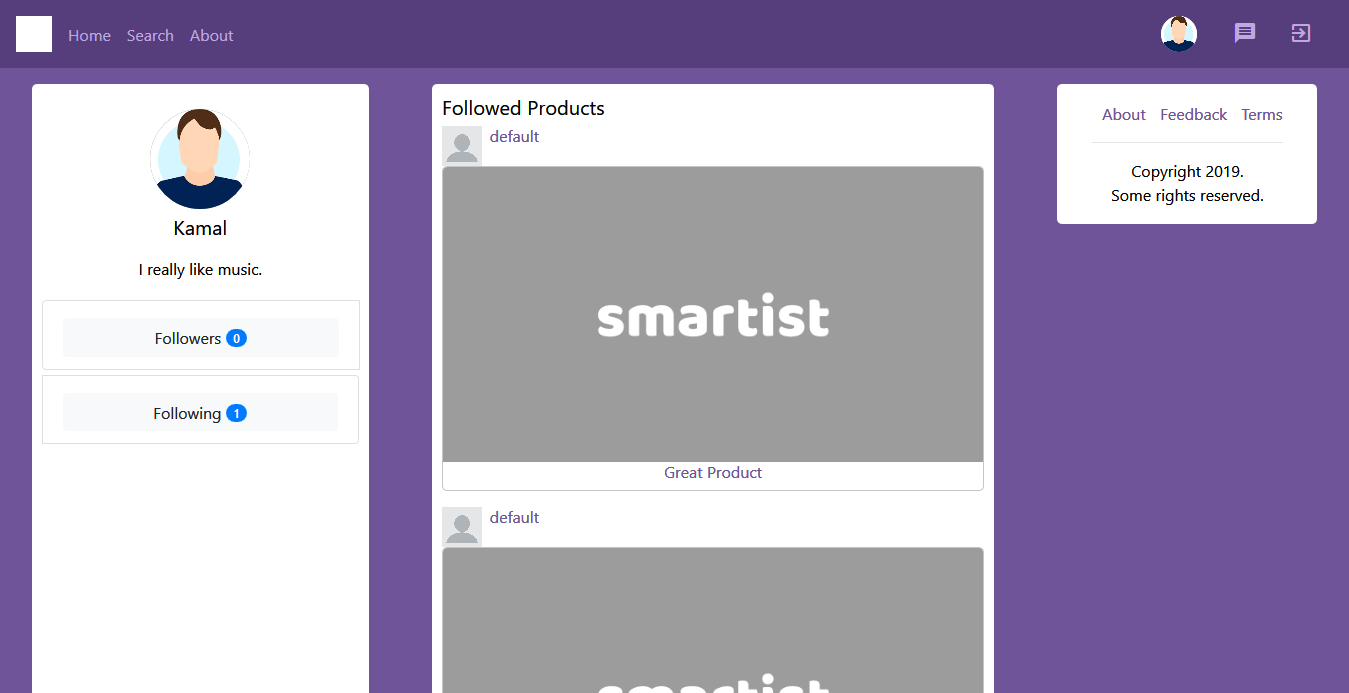 Home Search About
Kamal
I really like music.
Followers 0
Following 1
Followed Products
default
smartist
Great Product
default
smartist
About Feedback Terms
Copyright 2019.
Some rights reserved.